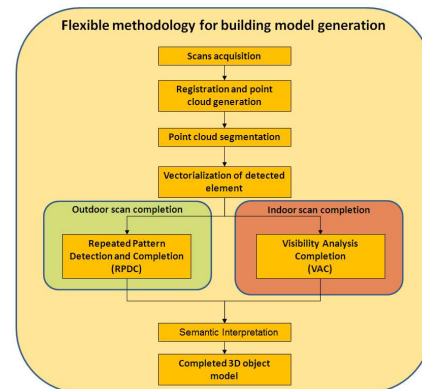 Flexible methodology for building model generation
Scans acquisition
Registration and point
cloud generation
Point cloud segmentation
Vectorialization of detected
element
Outdoor scan completion
Repeated Pattern
Detection and Completion
(RPDC)
Indoor scan completion
Visibility Analysis
Completion
(VAC)
Semantic Interpretation
Completed 3D object
model